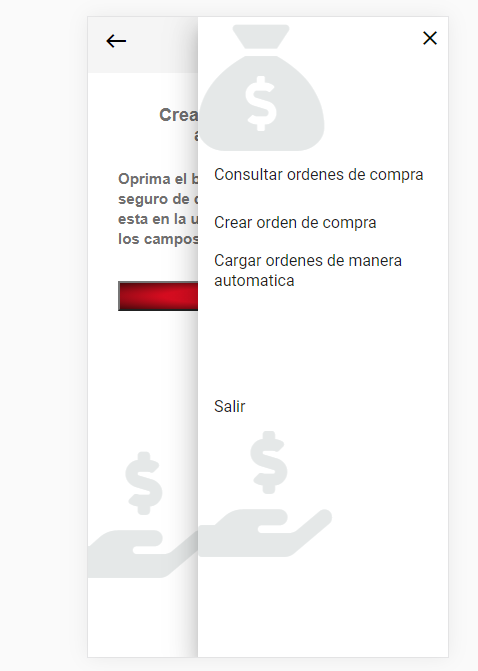 Crea
a
Oprima el b
seguro de c
esta en la u
los campos
$
Consultar ordenes de compra
Crear orden de compra
Cargar ordenes de manera
automatica
Salir
$
$